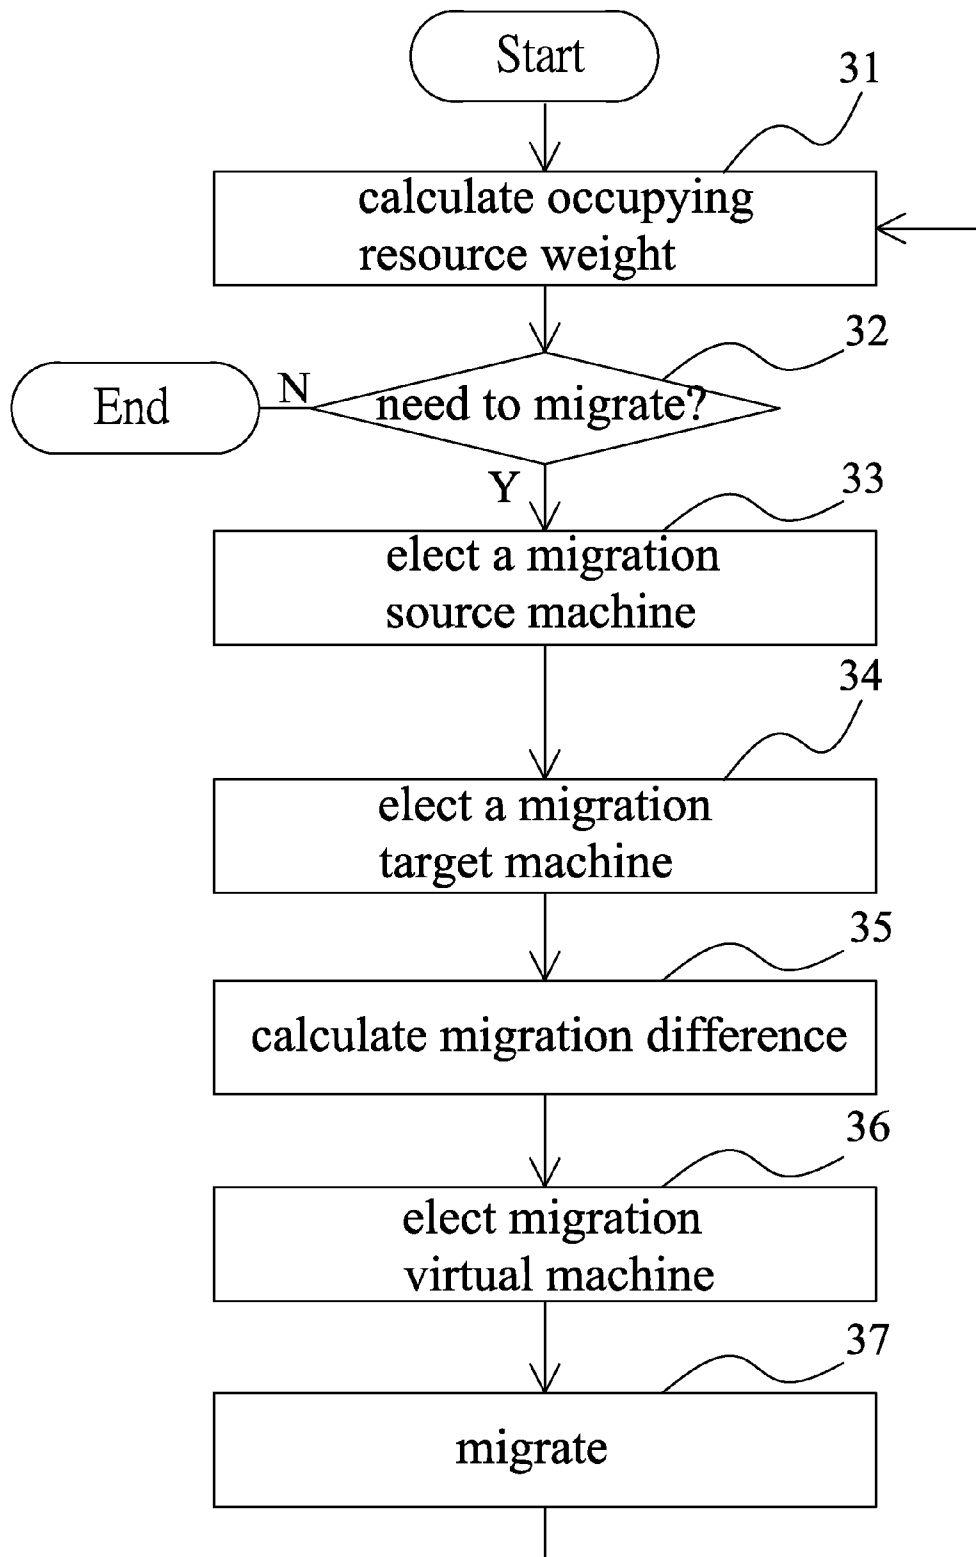 Start
31
calculate occupying
resource weight
32
End
N
need to migrate?
Y
33
elect a migration
source machine
34
elect a migration
target machine
35
calculate migration difference
36
elect migration
virtual machine
37
migrate